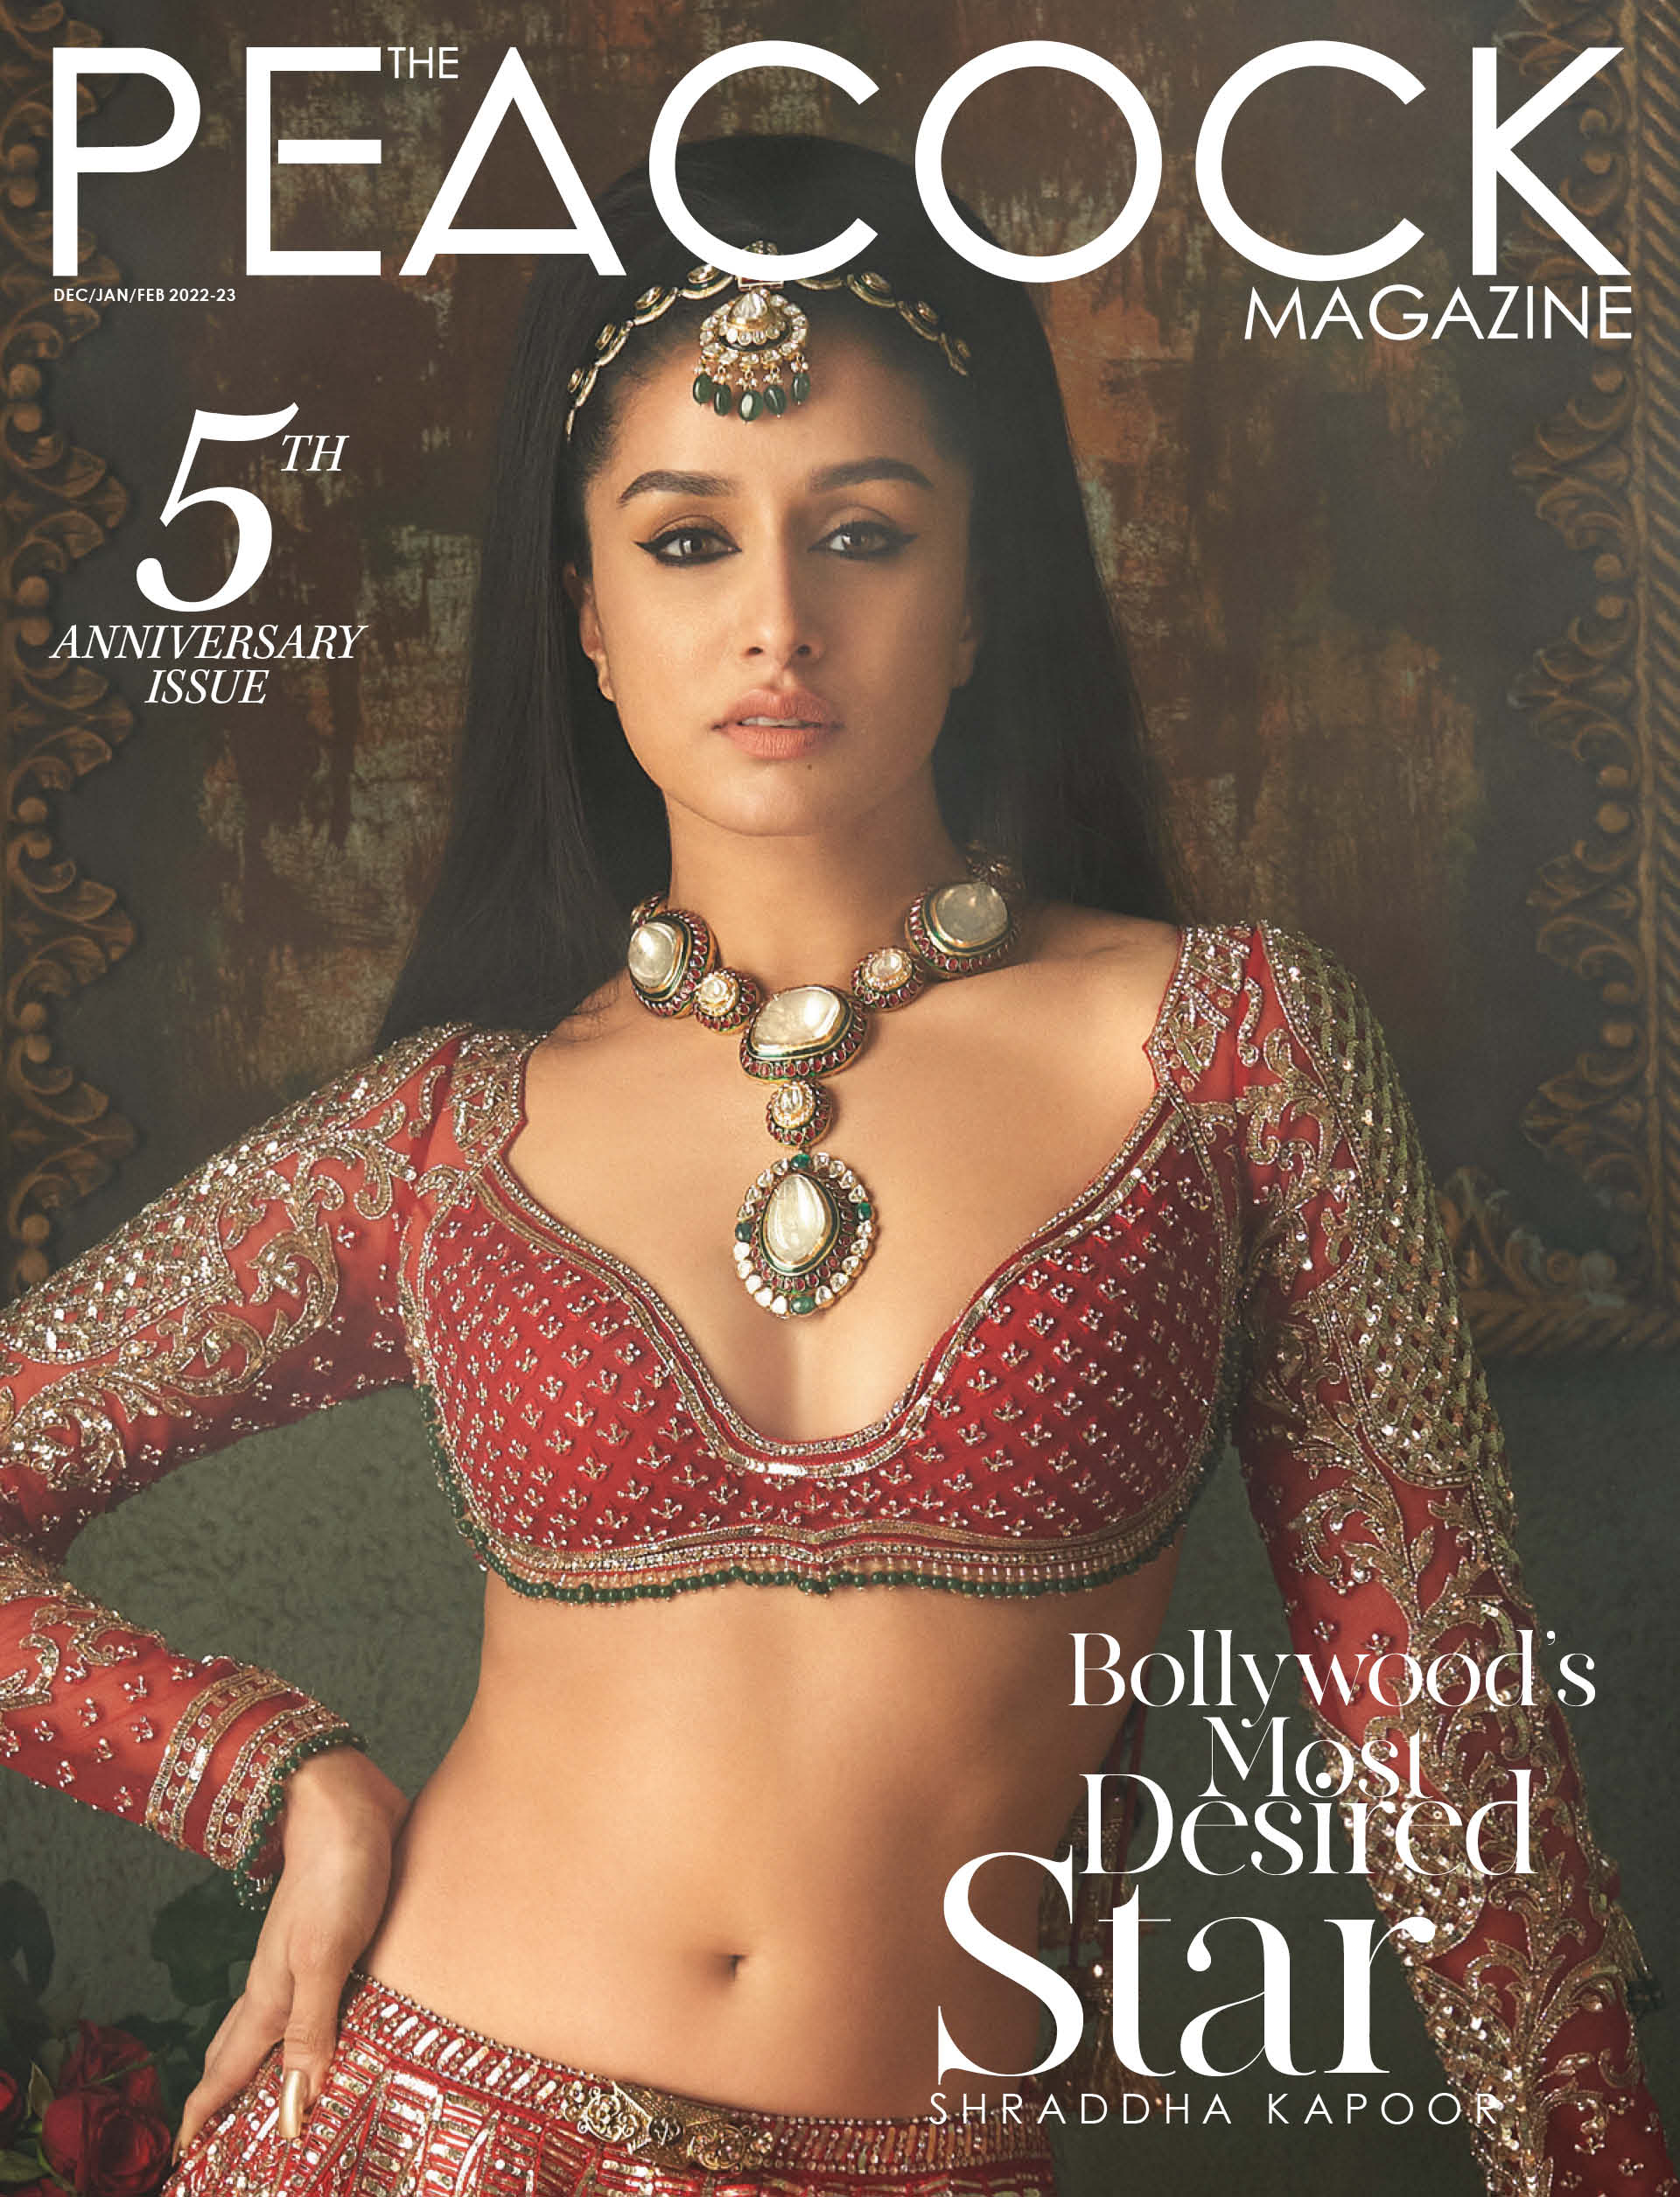 THE
PEACOCK
MAGAZINE
DEC/JAN/FEB 2022-23
5TH
ANNIVERSARY
ISSUE
Bollywood's
Most
Desired
Star
SHRADDHA KAPOOR